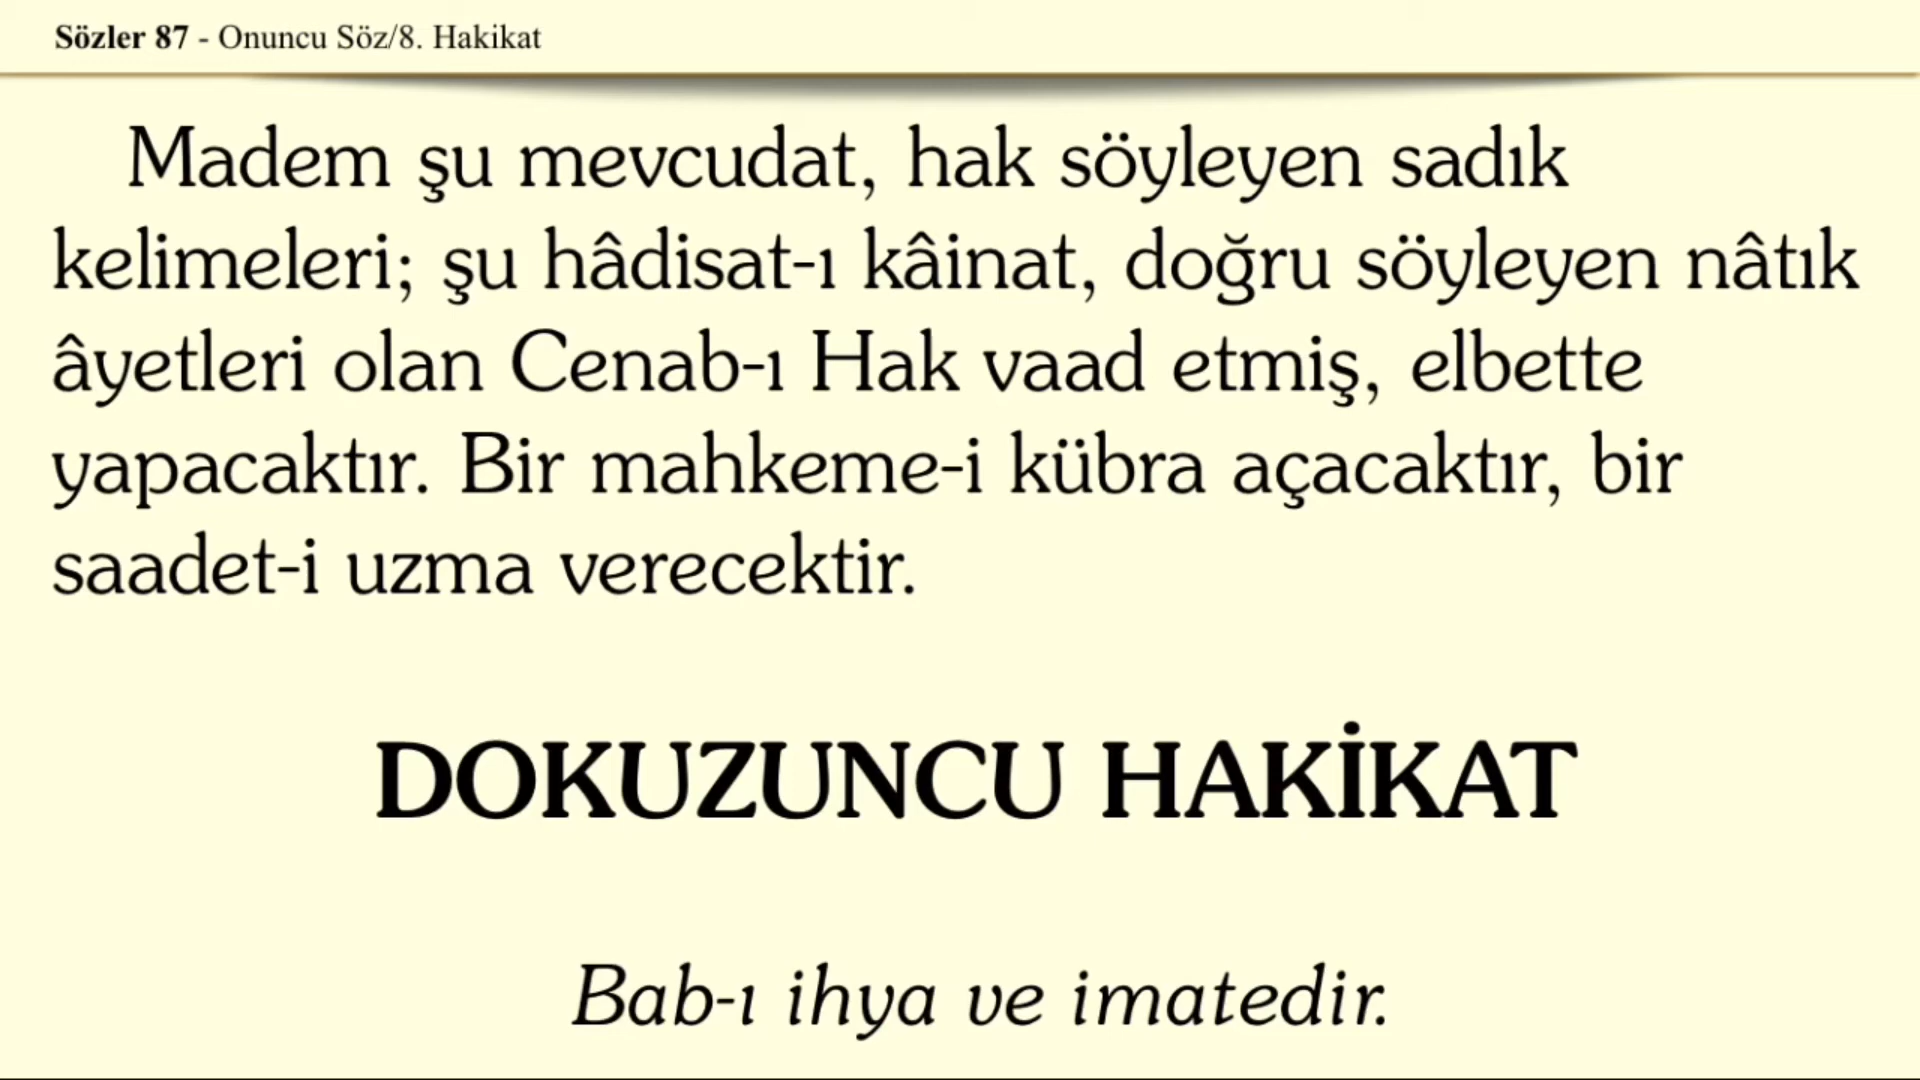 Sözler 87 - Onuncu Söz/8. Hakikat
Madem şu mevcudat, hak söyleyen sadık
kelimeleri; şu hâdisat-ı kâinat, doğru söyleyen nâtık
âyetleri olan Cenab-ı Hak vaad etmiş, elbette
yapacaktır. Bir mahkeme-i kübra açacaktır, bir
saadet-i uzma verecektir.
DOKUZUNCU HAKİKAT
Bab-ı ihya ve imatedir.